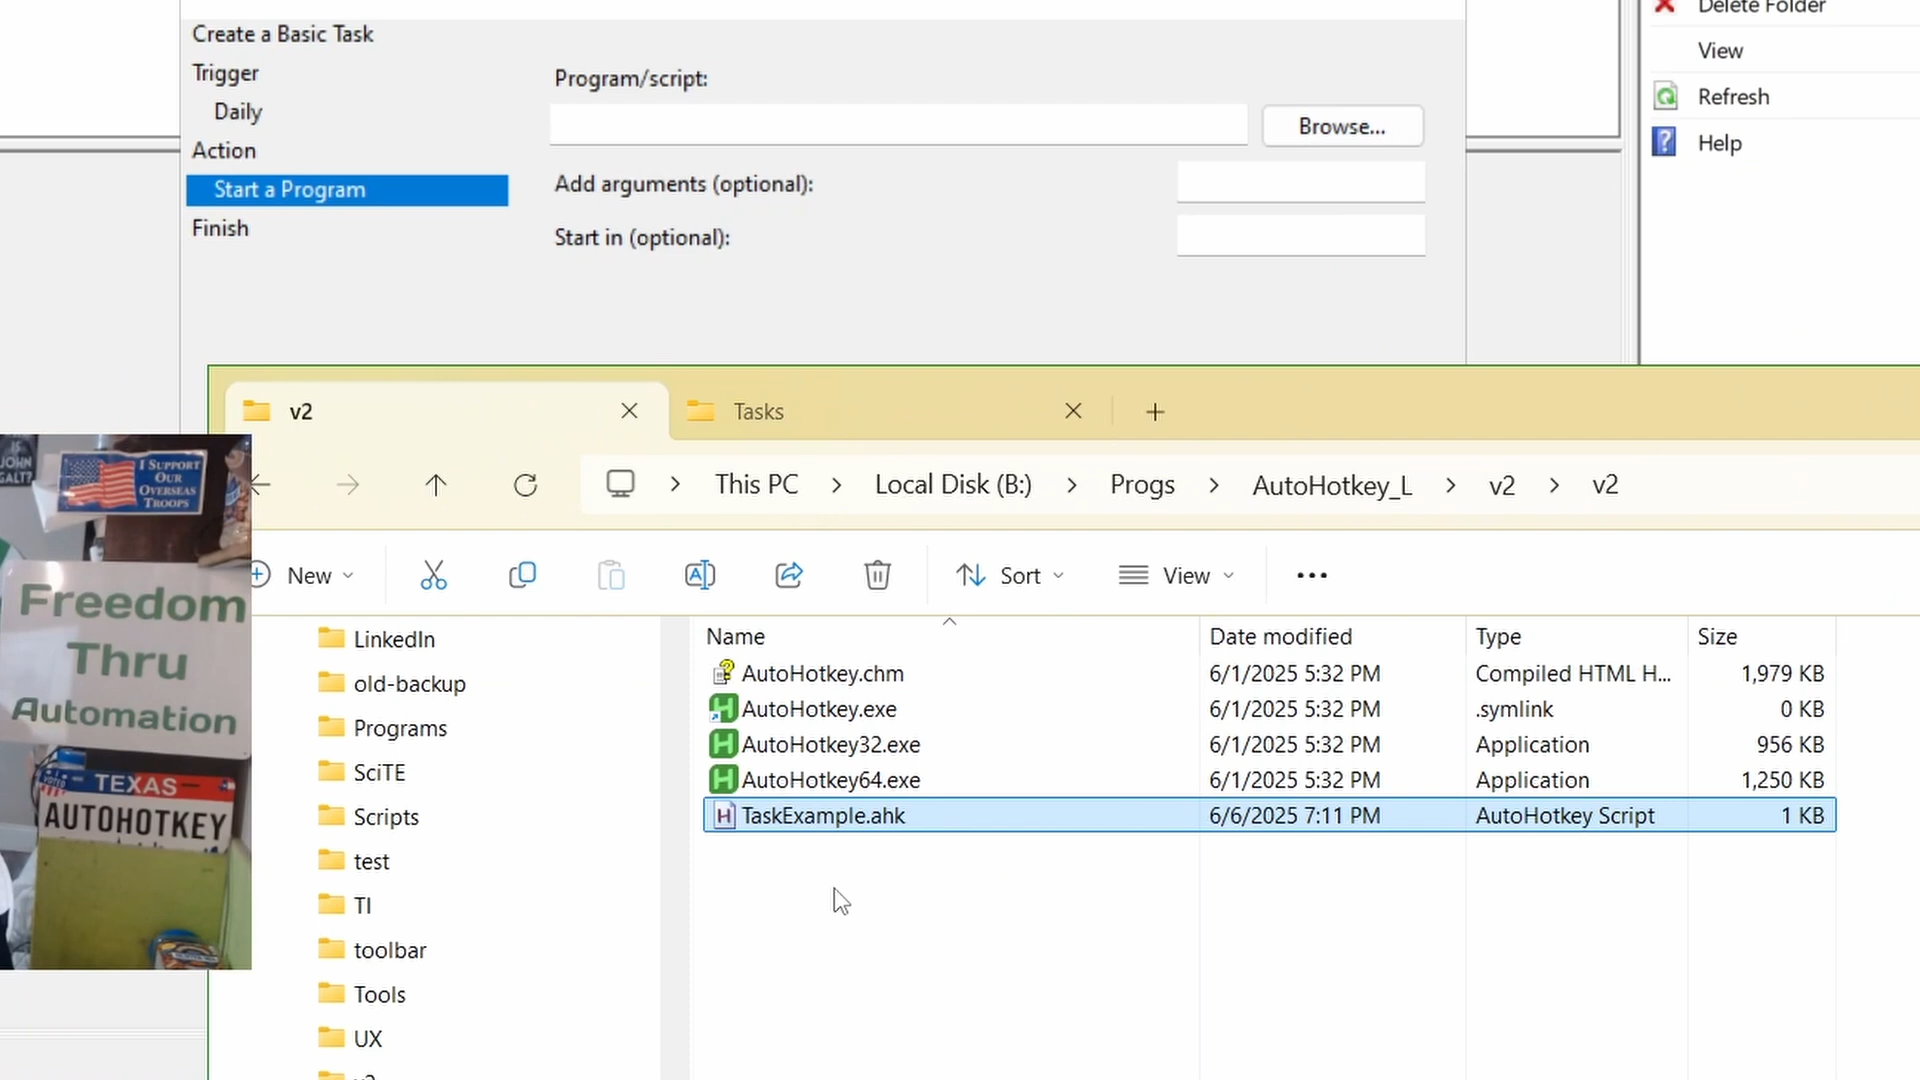 Create a Basic Task
Trigger
Daily
Action
Start a Program
Finish
Program/script:
Browse...
Add arguments (optional):
Start in (optional):
Delete Folder
View
Refresh
Help
v2
Tasks
This PC > Local Disk (B:) > Progs > AutoHotkey_L > v2 > v2
New
Sort
View
LinkedIn
old-backup
Programs
SciTE
Scripts
test
TI
toolbar
Tools
UX
Name Date modified Type Size
AutoHotkey.chm 6/1/2025 5:32 PM Compiled HTML H... 1,979 KB
AutoHotkey.exe 6/1/2025 5:32 PM .symlink 0 KB
AutoHotkey32.exe 6/1/2025 5:32 PM Application 956 KB
AutoHotkey64.exe 6/1/2025 5:32 PM Application 1,250 KB
TaskExample.ahk 6/6/2025 7:11 PM AutoHotkey Script 1 KB
IS
JOHN
GALT?
I SUPPORT
OUR
OVERSEAS
TROOPS
Freedom
Thru
Automation
TEXAS
AUTOHOTKEY